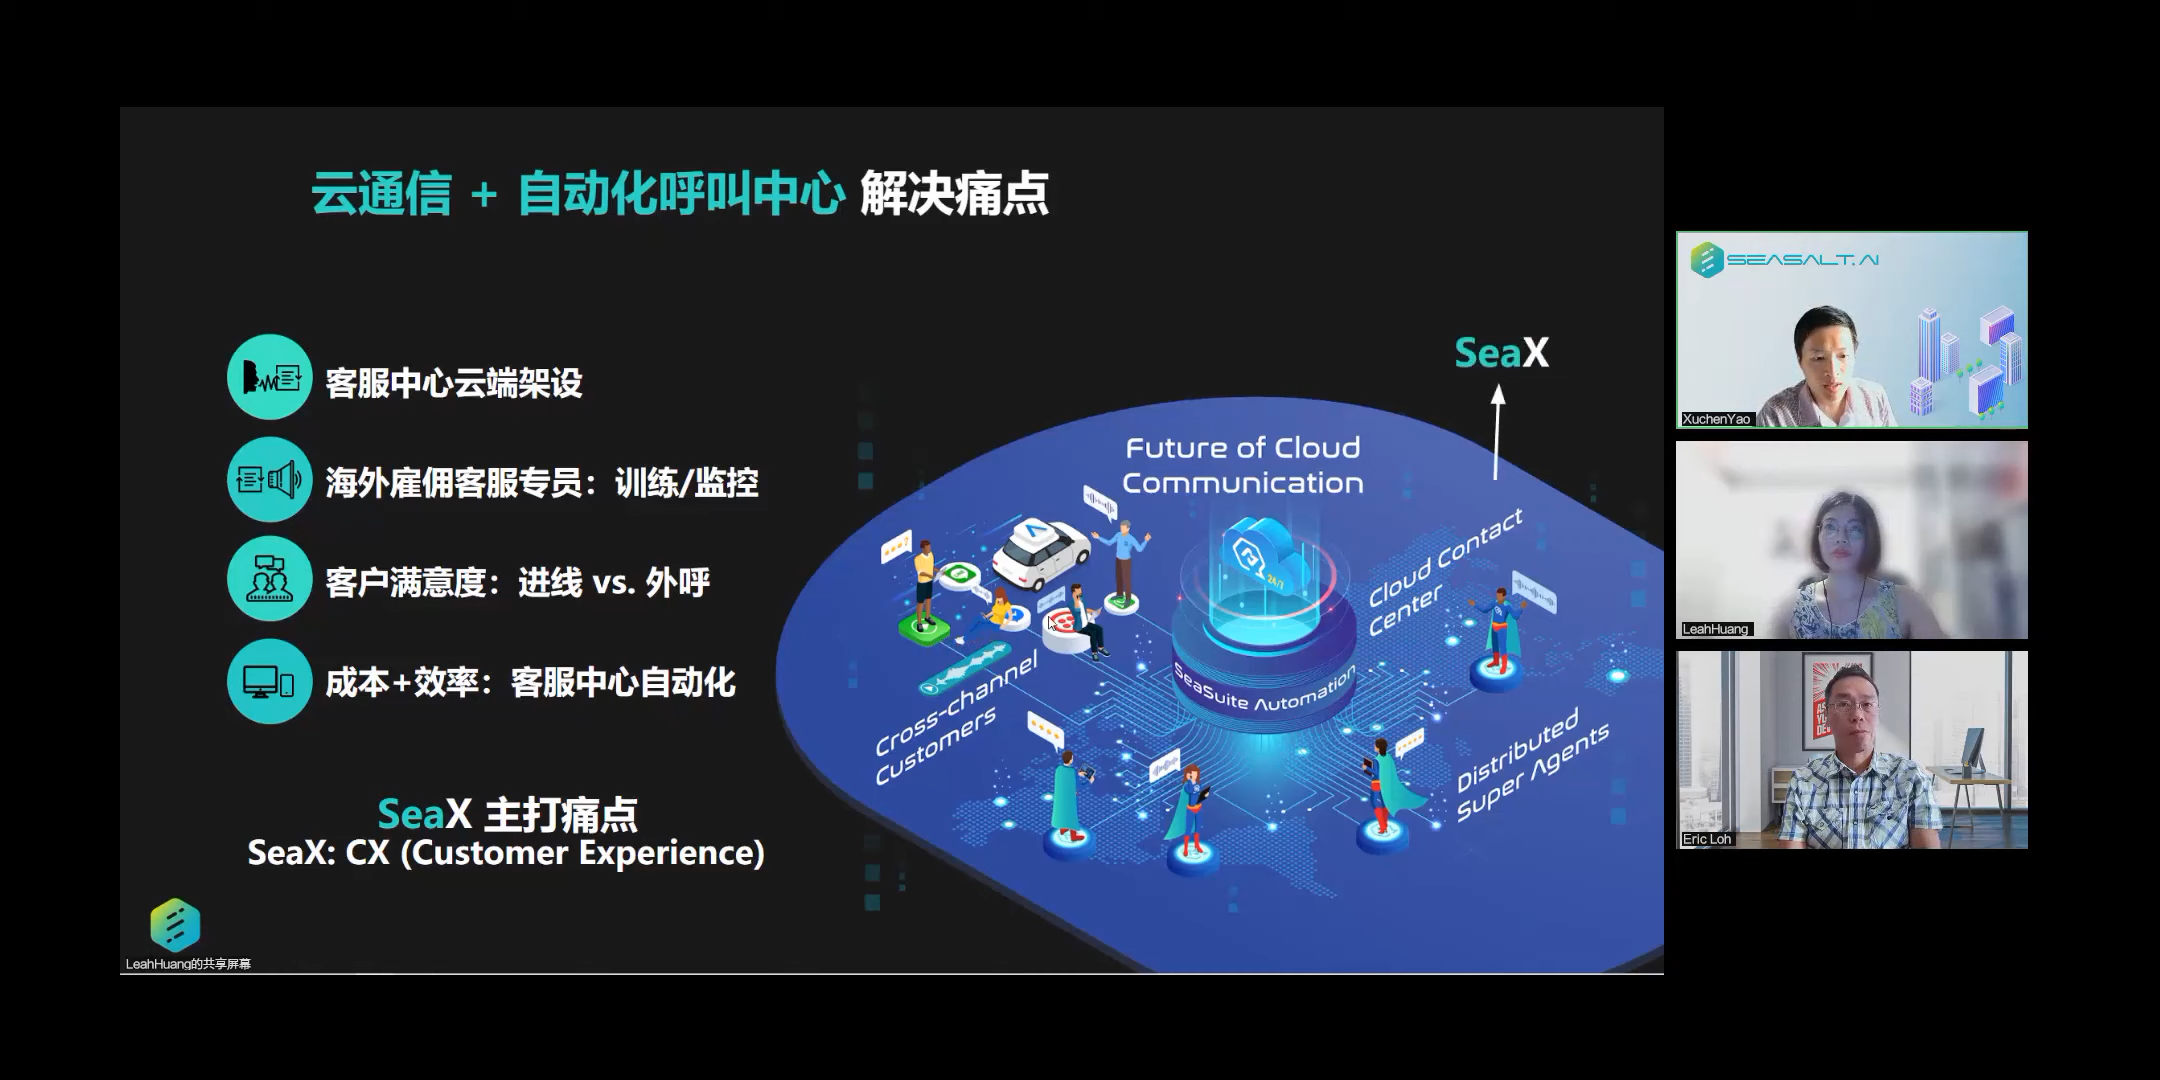 云通信 + 自动化呼叫中心 解决痛点
客服中心云端架设
海外雇佣客服专员：训练/监控
客户满意度：进线 vs. 外呼
成本+效率：客服中心自动化
SeaX 主打痛点
SeaX: CX (Customer Experience)
LeahHuang的共享屏幕
SeaX
Future of Cloud
Communication
Cloud Contact
Center
24/7
SeaSuite Automation
Cross-channel
Customers
Distributed
Super Agents
SEASALT.AI
XuchenYao
LeahHuang
Eric Loh